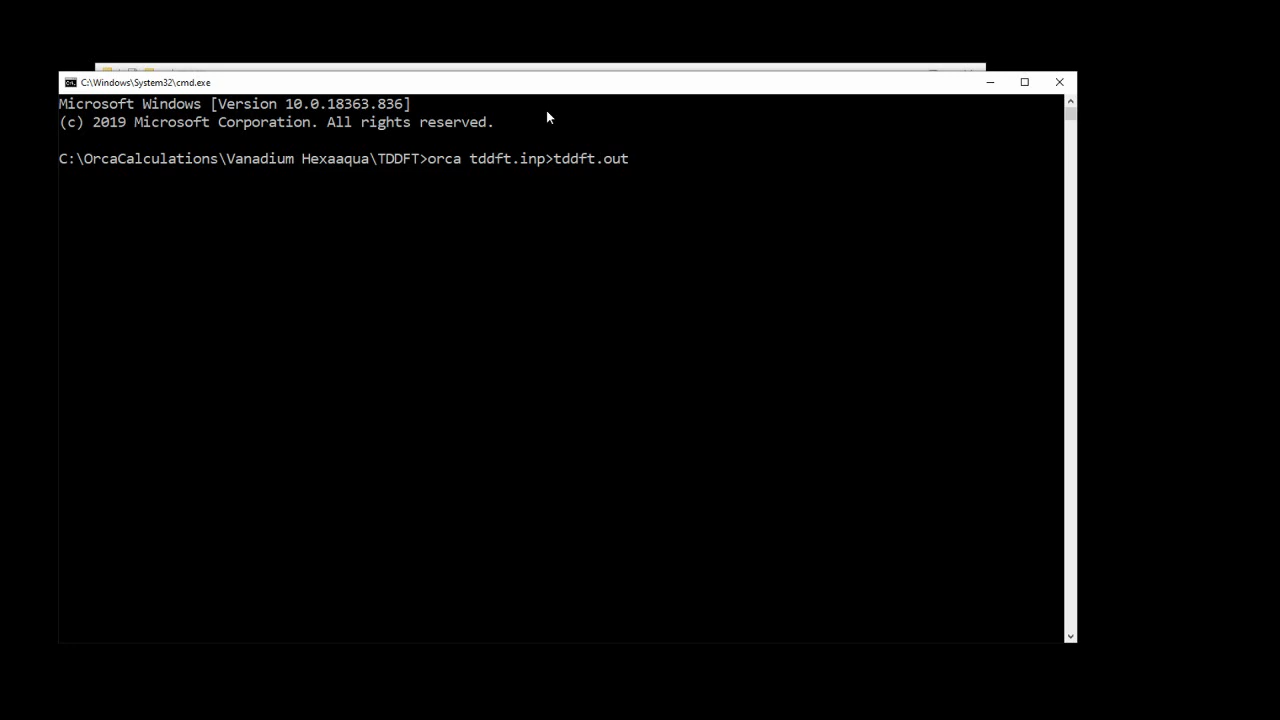 C:\Windows\System32\cmd.exe
Microsoft Windows [Version 10.0.18363.836]
(c) 2019 Microsoft Corporation. All rights reserved.
C:\OrcaCalculations\Vanadium Hexaaqua\TDDFT>orca tddft.inp>tddft.out